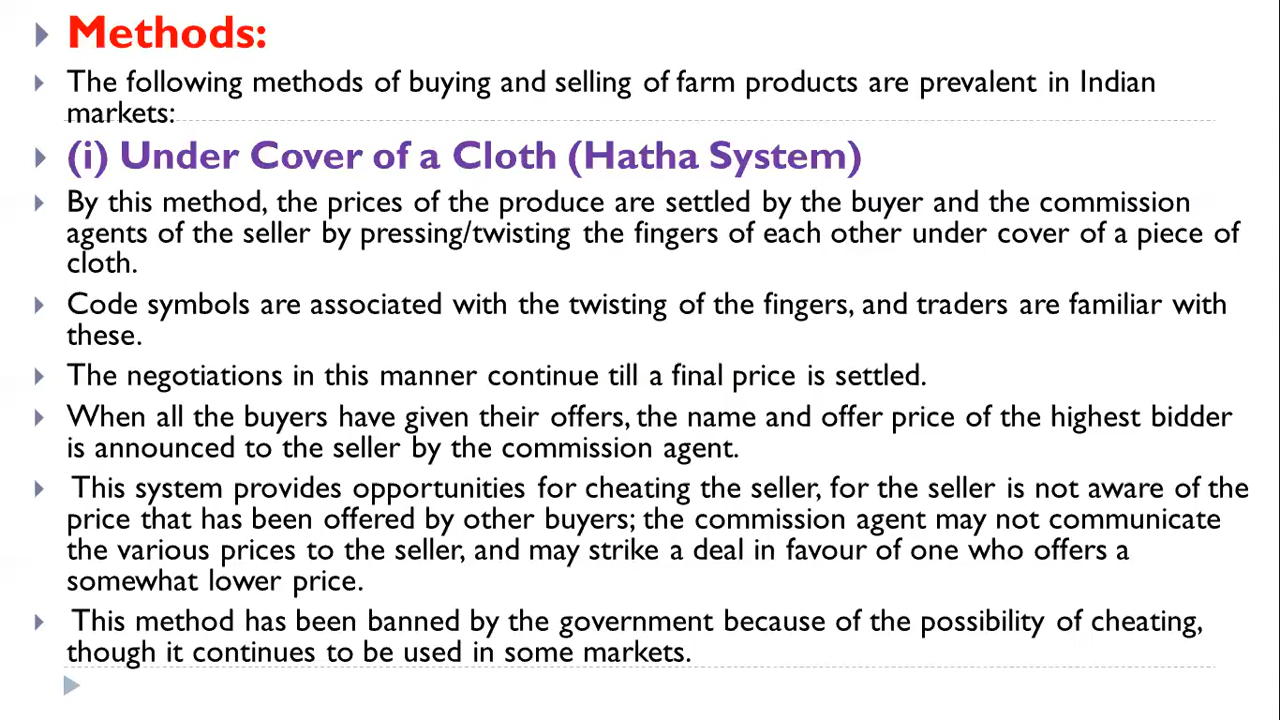 Methods:
The following methods of buying and selling of farm products are prevalent in Indian
markets:
(i) Under Cover of a Cloth (Hatha System)
By this method, the prices of the produce are settled by the buyer and the commission
agents of the seller by pressing/twisting the fingers of each other under cover of a piece of
cloth.
Code symbols are associated with the twisting of the fingers, and traders are familiar with
these.
The negotiations in this manner continue till a final price is settled.
When all the buyers have given their offers, the name and offer price of the highest bidder
is announced to the seller by the commission agent.
This system provides opportunities for cheating the seller, for the seller is not aware of the
price that has been offered by other buyers; the commission agent may not communicate
the various prices to the seller, and may strike a deal in favour of one who offers a
somewhat lower price.
This method has been banned by the government because of the possibility of cheating,
though it continues to be used in some markets.